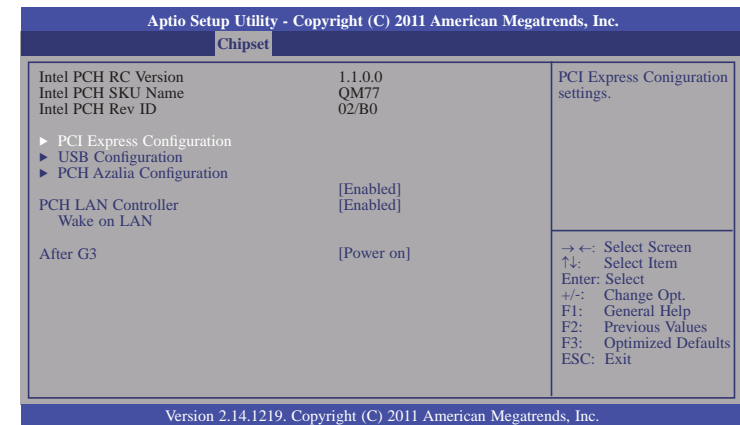 Aptio Setup Utility - Copyright (C) 2011 American Megatrends, Inc.
Chipset
Intel PCH RC Version 1.1.0.0
Intel PCH SKU Name QM77
Intel PCH Rev ID 02/B0
▶ PCI Express Configuration
▶ USB Configuration
▶ PCH Azalia Configuration
[Enabled]
PCH LAN Controller [Enabled]
Wake on LAN
After G3 [Power on]
PCI Express Coniguration
settings.
→←: Select Screen
↑↓: Select Item
Enter: Select
+/-: Change Opt.
F1: General Help
F2: Previous Values
F3: Optimized Defaults
ESC: Exit
Version 2.14.1219. Copyright (C) 2011 American Megatrends, Inc.